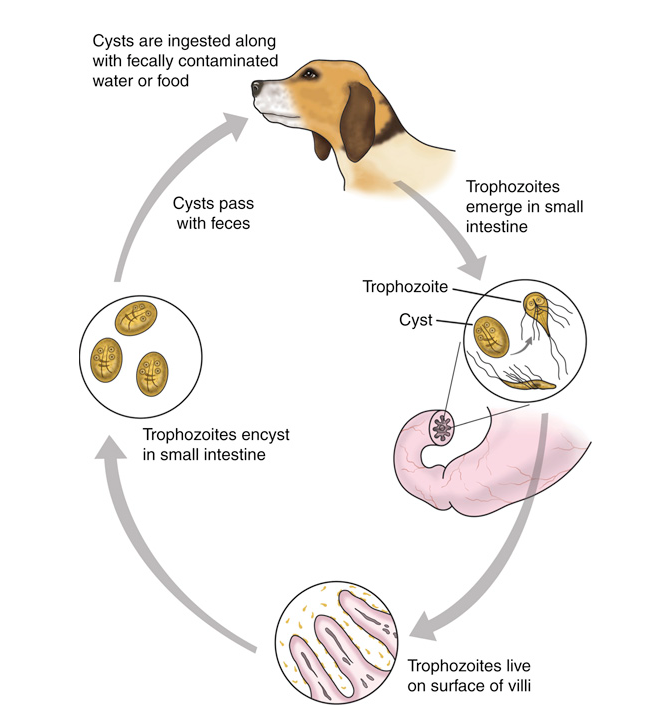 Cysts are ingested along
with fecally contaminated
water or food
Trophozoites
emerge in small
intestine
Cysts pass
with feces
Trophozoite
Cyst
Trophozoites encyst
in small intestine
Trophozoites live
on surface of villi